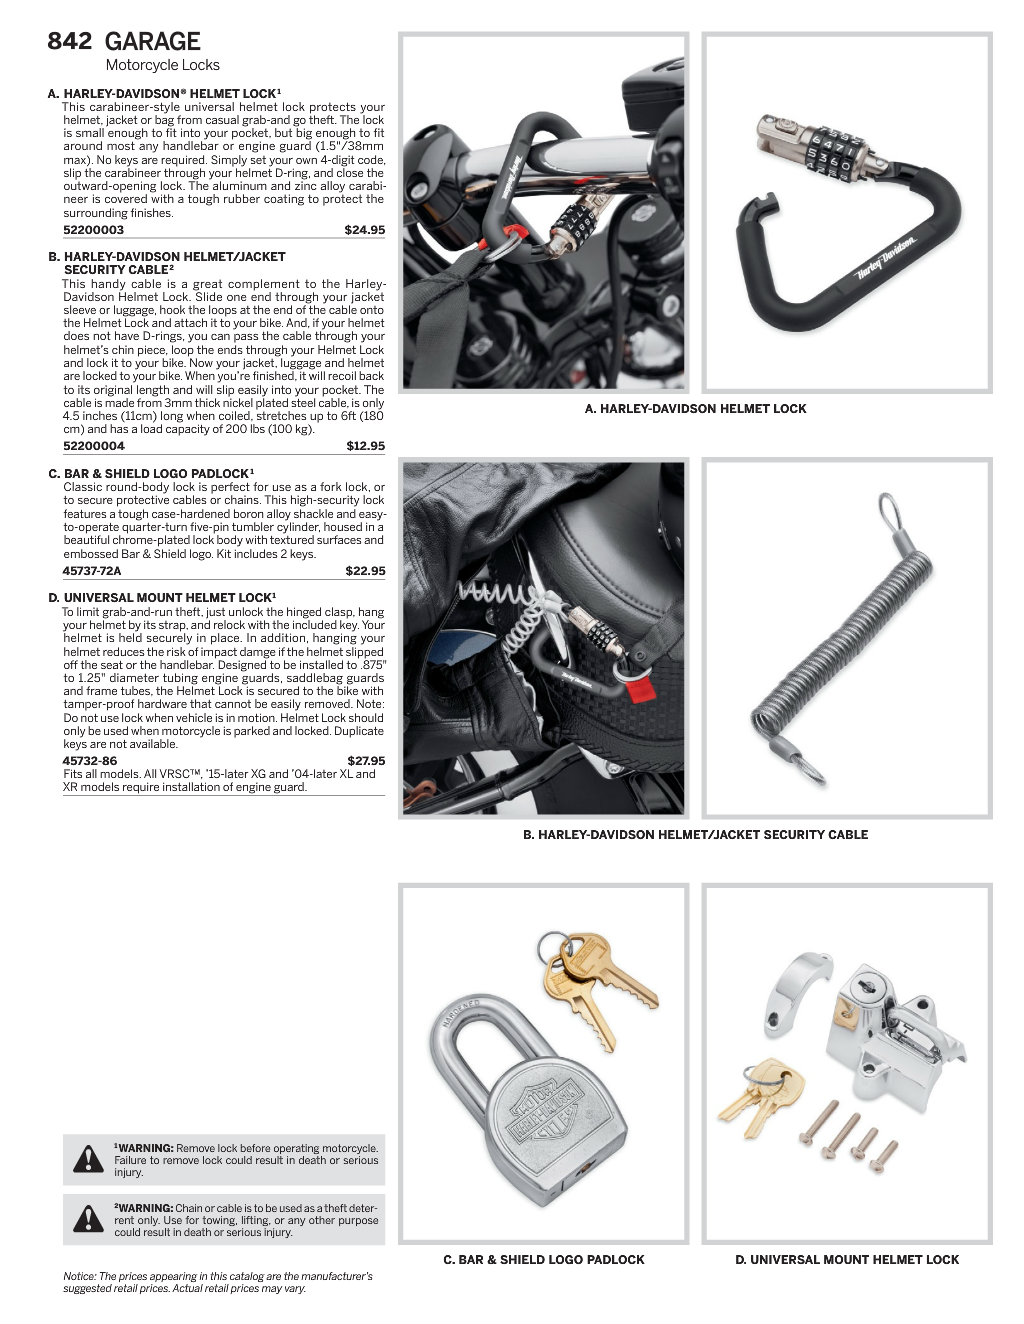 842 GARAGE
Motorcycle Locks
A. HARLEY-DAVIDSON® HELMET LOCK¹
This carabineer-style universal helmet lock protects your
helmet, jacket or bag from casual grab-and go theft. The lock
is small enough to fit into your pocket, but big enough to fit
around most any handlebar or engine guard (1.5"/38mm
max). No keys are required. Simply set your own 4-digit code,
slip the carabineer through your helmet D-ring, and close the
outward-opening lock. The aluminum and zinc alloy carabi-
neer is covered with a tough rubber coating to protect the
surrounding finishes.
52200003 $24.95
B. HARLEY-DAVIDSON HELMET/JACKET
SECURITY CABLE²
This handy cable is a great complement to the Harley-
Davidson Helmet Lock. Slide one end through your jacket
sleeve or luggage, hook the loops at the end of the cable onto
the Helmet Lock and attach it to your bike. And, if your helmet
does not have D-rings, you can pass the cable through your
helmet's chin piece, loop the ends through your Helmet Lock
and lock it to your bike. Now your jacket, luggage and helmet
are locked to your bike. When you're finished, it will recoil back
to its original length and will slip easily into your pocket. The
cable is made from 3mm thick nickel plated steel cable, is only
4.5 inches (11cm) long when coiled, stretches up to 6ft (180
cm) and has a load capacity of 200 lbs (100 kg).
52200004 $12.95
C. BAR & SHIELD LOGO PADLOCK¹
Classic round-body lock is perfect for use as a fork lock, or
to secure protective cables or chains. This high-security lock
features a tough case-hardened boron alloy shackle and easy-
to-operate quarter-turn five-pin tumbler cylinder, housed in a
beautiful chrome-plated lock body with textured surfaces and
embossed Bar & Shield logo. Kit includes 2 keys.
45737-72A $22.95
D. UNIVERSAL MOUNT HELMET LOCK¹
To limit grab-and-run theft, just unlock the hinged clasp, hang
your helmet by its strap, and relock with the included key. Your
helmet is held securely in place. In addition, hanging your
helmet reduces the risk of impact damge if the helmet slipped
off the seat or the handlebar. Designed to be installed to .875"
to 1.25" diameter tubing engine guards, saddlebag guards
and frame tubes, the Helmet Lock is secured to the bike with
tamper-proof hardware that cannot be easily removed. Note:
Do not use lock when vehicle is in motion. Helmet Lock should
only be used when motorcycle is parked and locked. Duplicate
keys are not available.
45732-86 $27.95
Fits all models. All VRSC™, '15-later XG and '04-later XL and
XR models require installation of engine guard.
Harley-Davidson
A. HARLEY-DAVIDSON HELMET LOCK
B. HARLEY-DAVIDSON HELMET/JACKET SECURITY CABLE
HARDENED
MOTOR
HARLEY-DAVIDSON
CYCLES
C. BAR & SHIELD LOGO PADLOCK
D. UNIVERSAL MOUNT HELMET LOCK
¹WARNING: Remove lock before operating motorcycle.
Failure to remove lock could result in death or serious
injury.
²WARNING: Chain or cable is to be used as a theft deter-
rent only. Use for towing, lifting, or any other purpose
could result in death or serious injury.
Notice: The prices appearing in this catalog are the manufacturer's
suggested retail prices. Actual retail prices may vary.